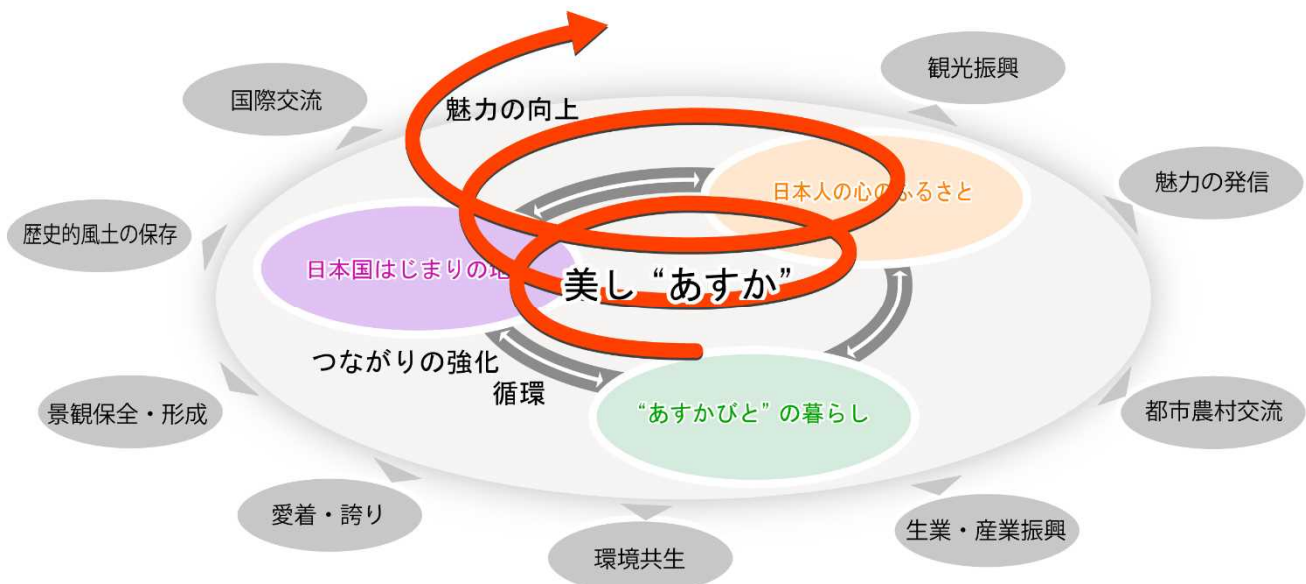 観光振興
国際交流
魅力の向上
魅力の発信
日本人の心のふるさと
歴史的風土の保存
日本国はじまりの地
美し “あすか”
つながりの強化
循環
景観保全・形成
“あすかびと” の暮らし
都市農村交流
愛着・誇り
生業・産業振興
環境共生